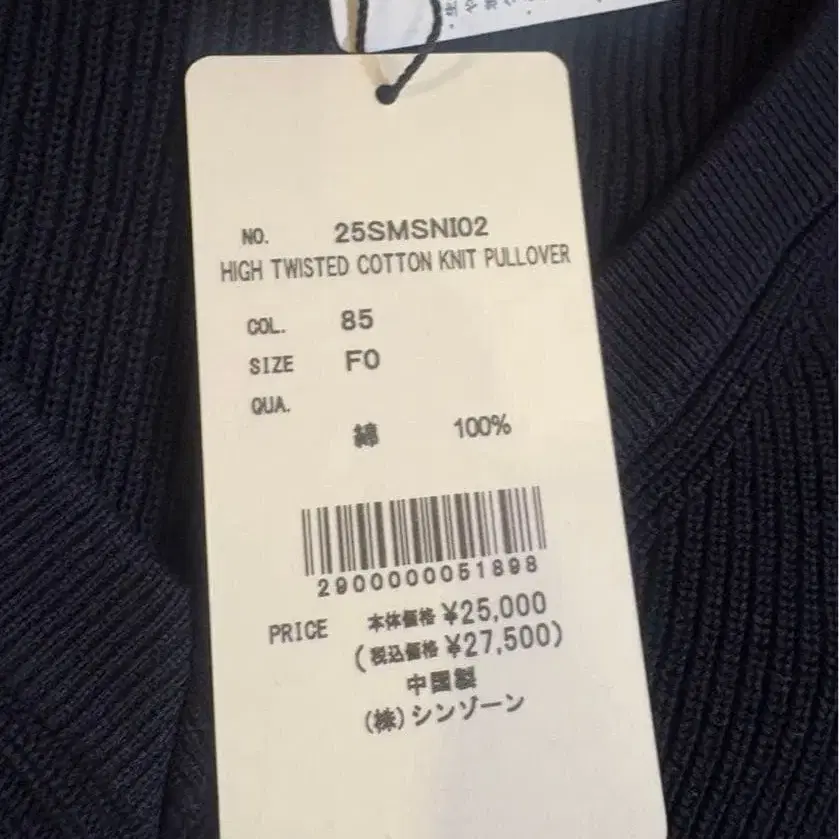 NO. 25SMSNI02
HIGH TWISTED COTTON KNIT PULLOVER
COL. 85
SIZE F0
QUA.
綿 100%
2900000051898
PRICE 本体価格 ¥25,000
(税込価格 ¥27,500)
中国製
(株)シンゾーン